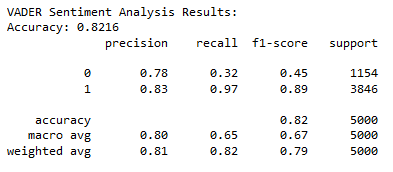 VADER Sentiment Analysis Results:
Accuracy: 0.8216
precision recall f1-score support
0 0.78 0.32 0.45 1154
1 0.83 0.97 0.89 3846
accuracy 0.82 5000
macro avg 0.80 0.65 0.67 5000
weighted avg 0.81 0.82 0.79 5000